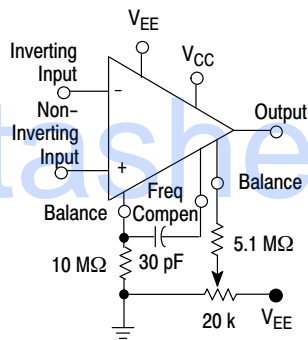 VEE
Inverting
Input
VCC
−
Non–
Inverting
Input
+
Output
Balance
Freq
Compen
Balance
10 MΩ
30 pF
5.1 MΩ
20 k
VEE
tashe